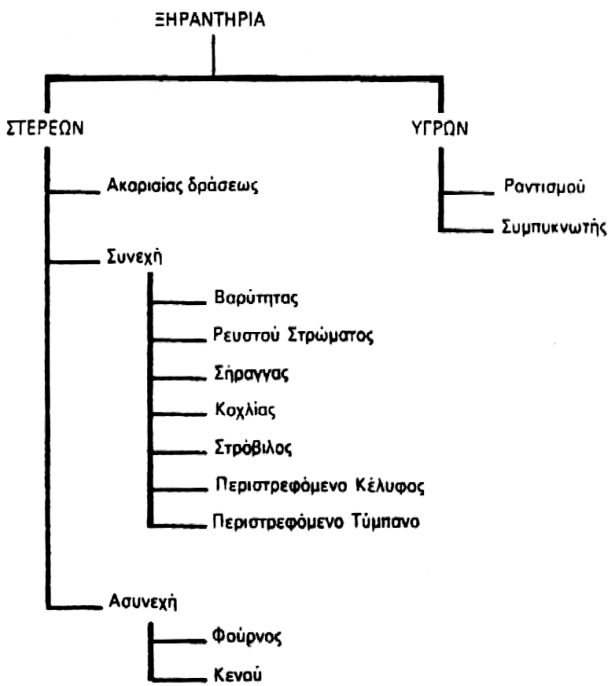 ΞΗΡΑΝΤΗΡΙΑ
ΣΤΕΡΕΩΝ
ΥΓΡΩΝ
Ακαρισίας δράσεως
Ραντισμού
Συμπυκνωτής
Συνεχή
Βαρύτητας
Ρευστού Στρώματος
Σήραγγας
Κοχλίας
Στρόβιλος
Περιστρεφόμενο Κέλυφος
Περιστρεφόμενο Τύμπανο
Ασυνεχή
Φούρνος
Κενού